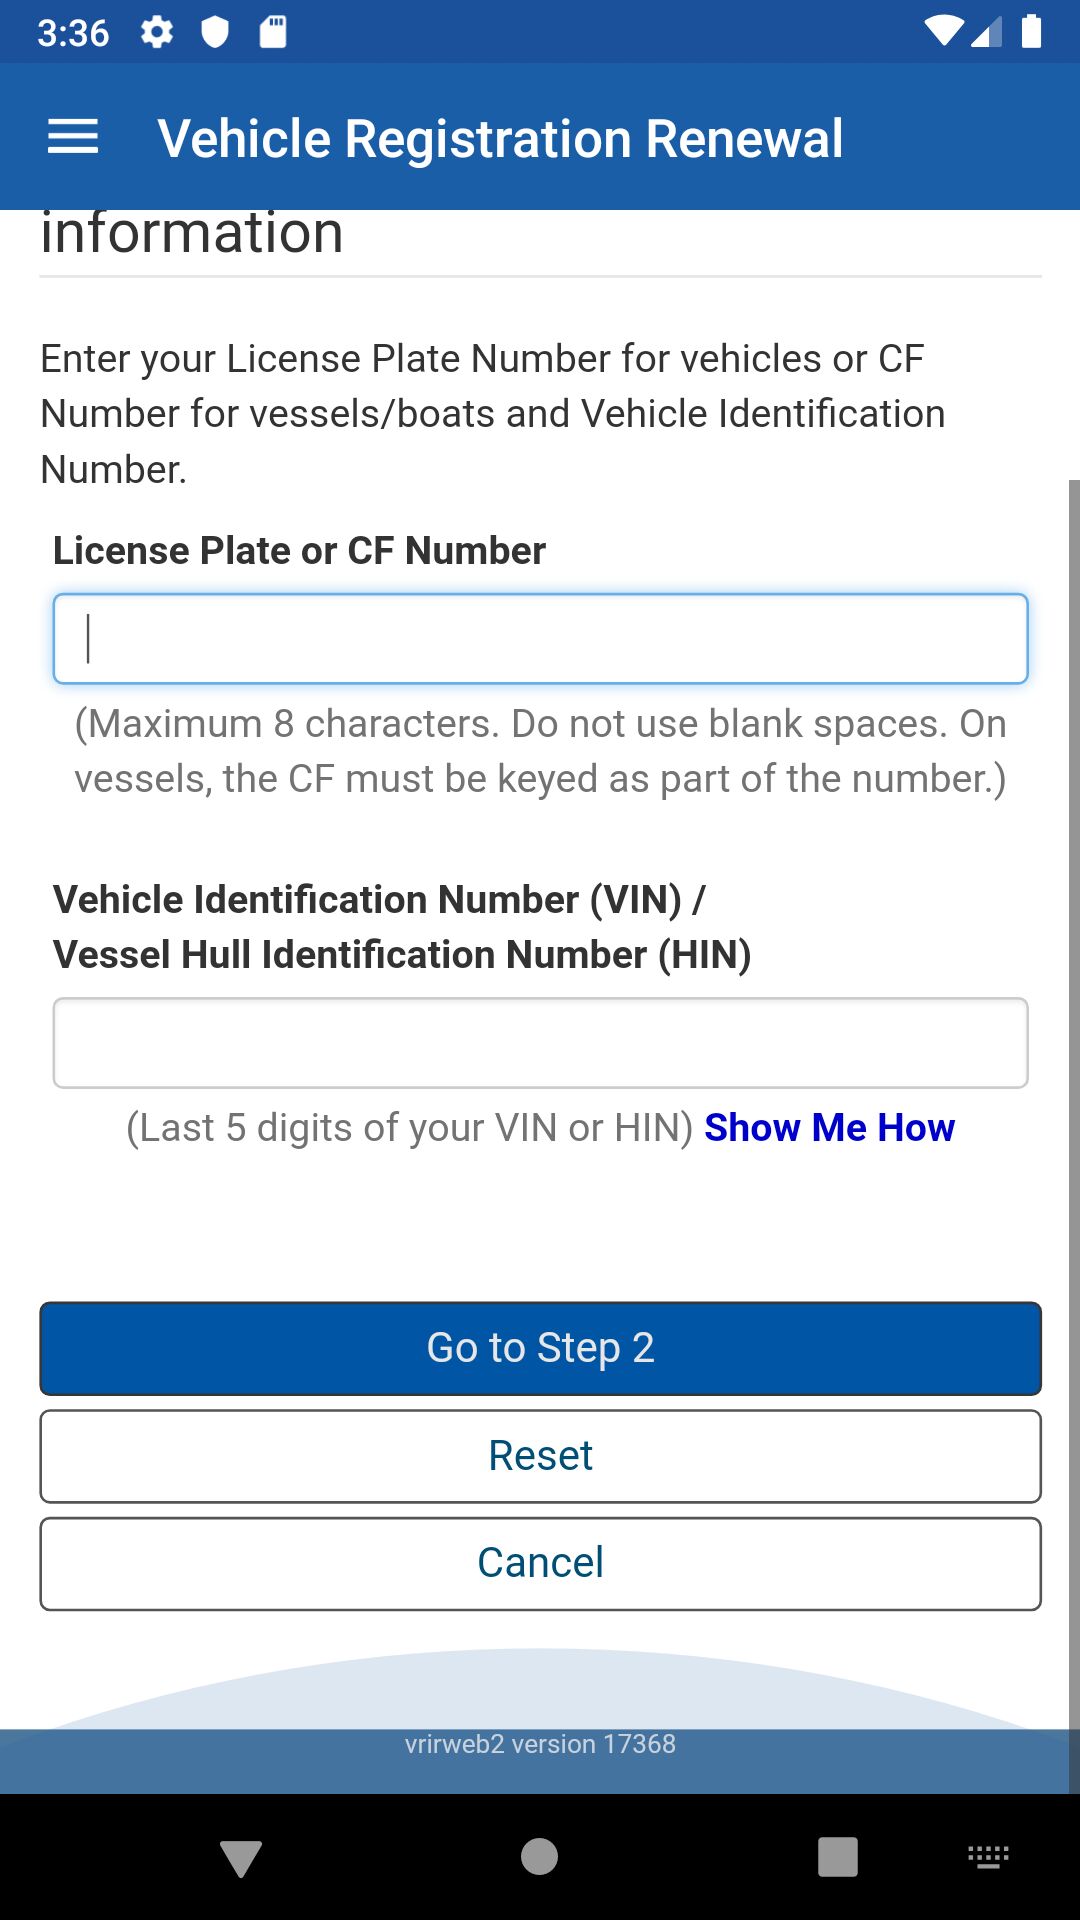 3:36
Vehicle Registration Renewal
information
Enter your License Plate Number for vehicles or CF
Number for vessels/boats and Vehicle Identification
Number.
License Plate or CF Number
(Maximum 8 characters. Do not use blank spaces. On
vessels, the CF must be keyed as part of the number.)
Vehicle Identification Number (VIN) /
Vessel Hull Identification Number (HIN)
(Last 5 digits of your VIN or HIN) Show Me How
Go to Step 2
Reset
Cancel
vrirweb2 version 17368